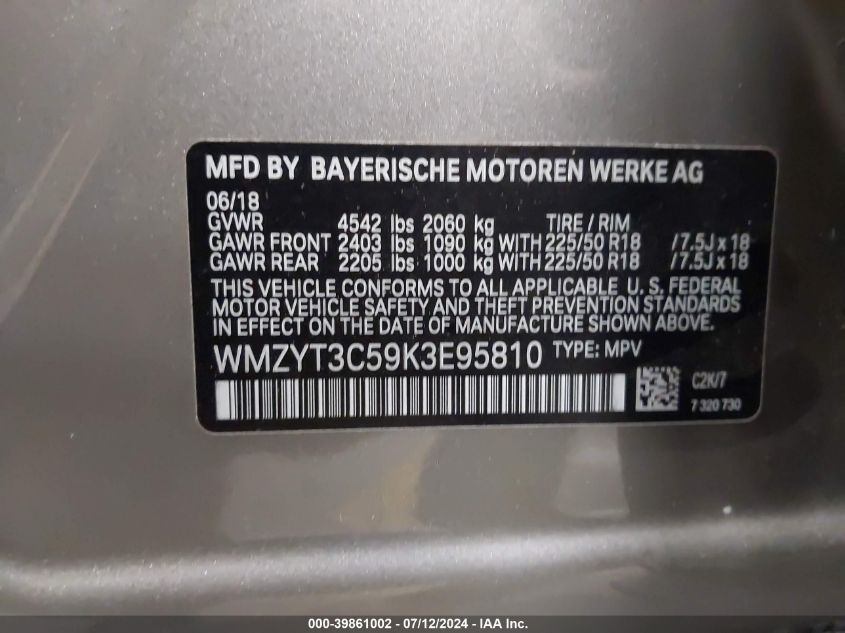 MFD BY BAYERISCHE MOTOREN WERKE AG
06/18
GVWR 4542 lbs 2060 kg TIRE / RIM
GAWR FRONT 2403 lbs 1090 kg WITH 225/50 R18 /7.5J x 18
GAWR REAR 2205 lbs 1000 kg WITH 225/50 R18 /7.5J x 18
THIS VEHICLE CONFORMS TO ALL APPLICABLE U. S. FEDERAL
MOTOR VEHICLE SAFETY AND THEFT PREVENTION STANDARDS
IN EFFECT ON THE DATE OF MANUFACTURE SHOWN ABOVE.
WMZYT3C59K3E95810 TYPE: MPV
C2K/7
7 320 730
000-39861002 - 07/12/2024 - IAA Inc.